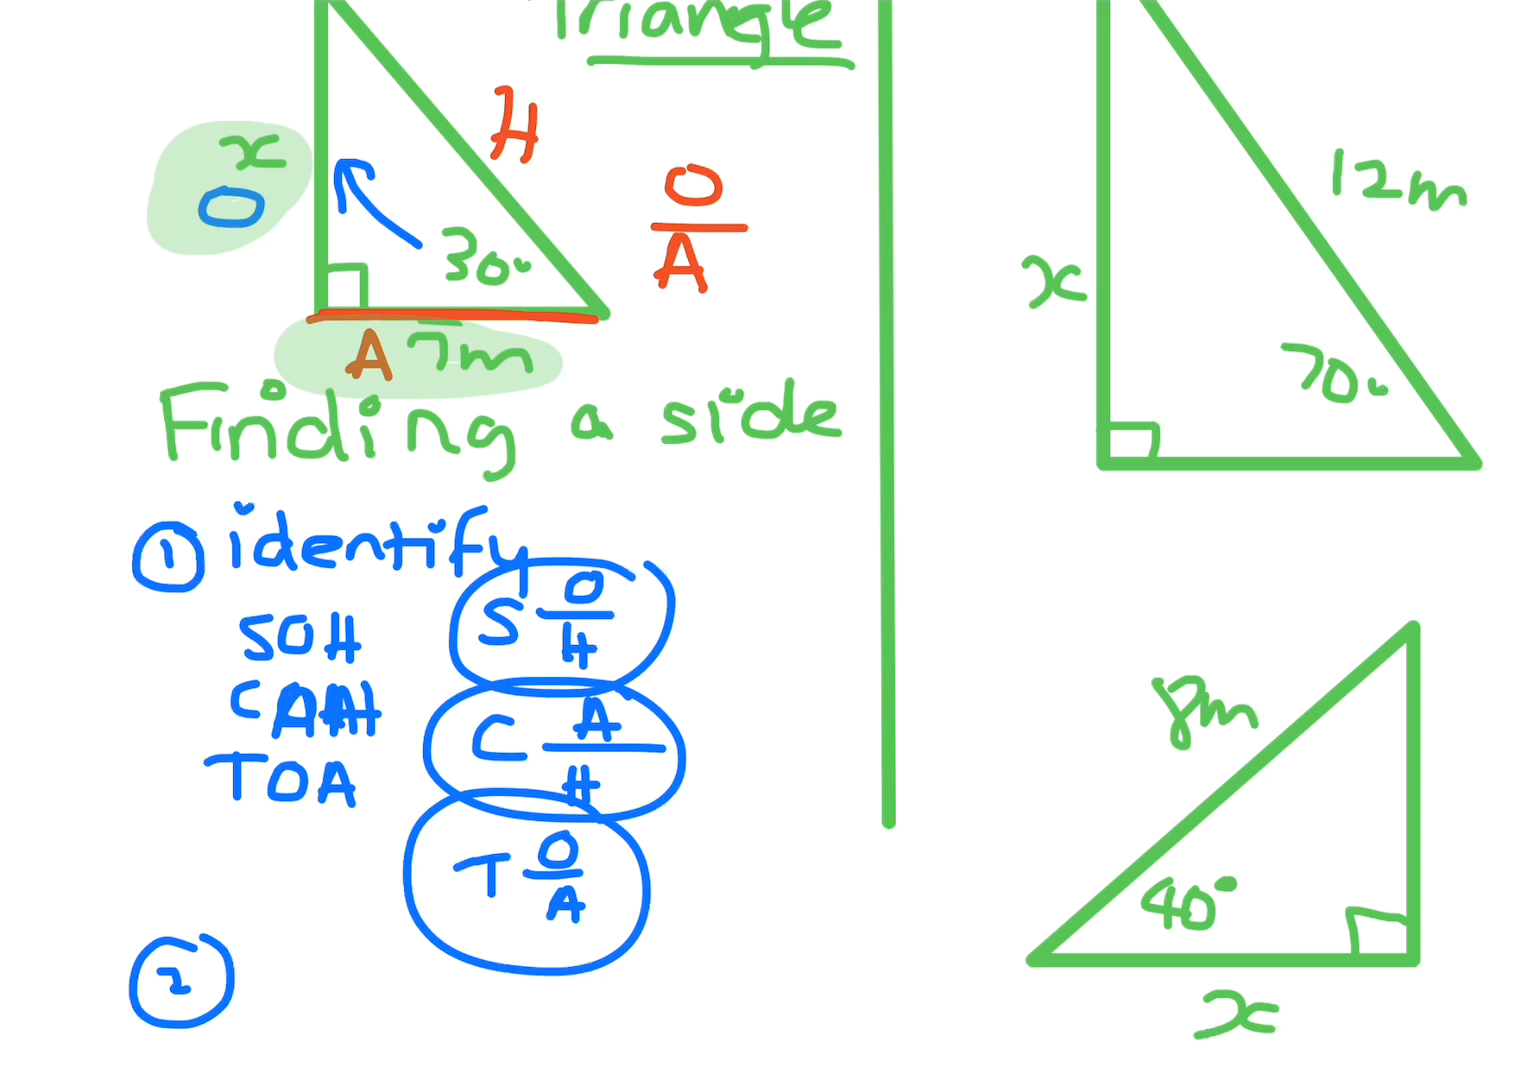 Triangle
H
x
O
O
A
30°
A 7m
Finding a side
① identify
SOH
CAH
TOA
S O
H
C A
H
T O
A
②
12m
x
70°
8m
40°
x